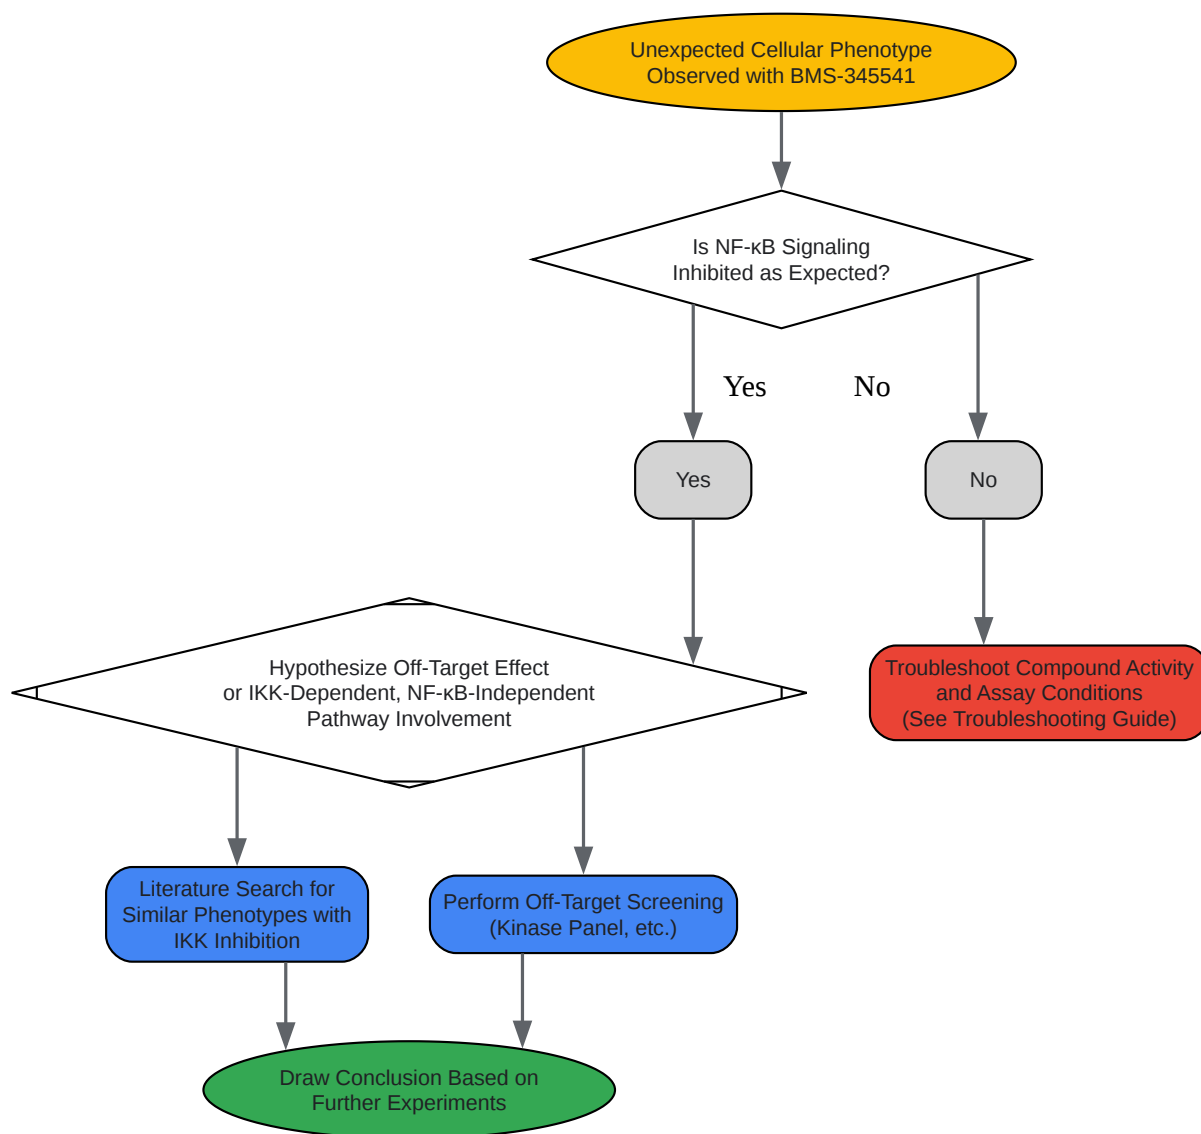 Unexpected Cellular Phenotype
Observed with BMS-345541
Is NF-κB Signaling
Inhibited as Expected?
Yes
No
Yes
No
Hypothesize Off-Target Effect
or IKK-Dependent, NF-κB-Independent
Pathway Involvement
Troubleshoot Compound Activity
and Assay Conditions
(See Troubleshooting Guide)
Literature Search for
Similar Phenotypes with
IKK Inhibition
Perform Off-Target Screening
(Kinase Panel, etc.)
Draw Conclusion Based on
Further Experiments